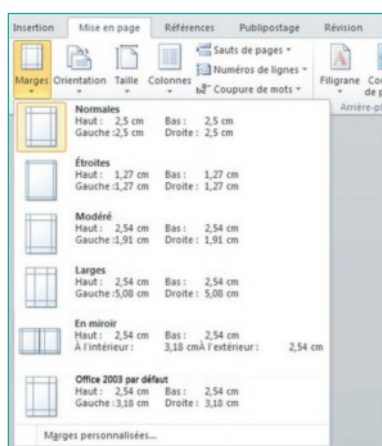 Insertion Mise en page Références Publipostage Révision
Marges Orientation Taille Colonnes
Sauts de pages
Numéros de lignes
Coupure de mots
Filigrane
Arrière-pl
Normales
Haut : 2,5 cm Bas : 2,5 cm
Gauche :2,5 cm Droite : 2,5 cm
Étroites
Haut : 1,27 cm Bas : 1,27 cm
Gauche :1,27 cm Droite : 1,27 cm
Modéré
Haut : 2,54 cm Bas : 2,54 cm
Gauche :1,91 cm Droite : 1,91 cm
Larges
Haut : 2,54 cm Bas : 2,54 cm
Gauche :5,08 cm Droite : 5,08 cm
En miroir
Haut : 2,54 cm Bas : 2,54 cm
À l'intérieur : 3,18 cmÀ l'extérieur : 2,54 cm
Office 2003 par défaut
Haut : 2,54 cm Bas : 2,54 cm
Gauche :3,18 cm Droite : 3,18 cm
Marges personnalisées...